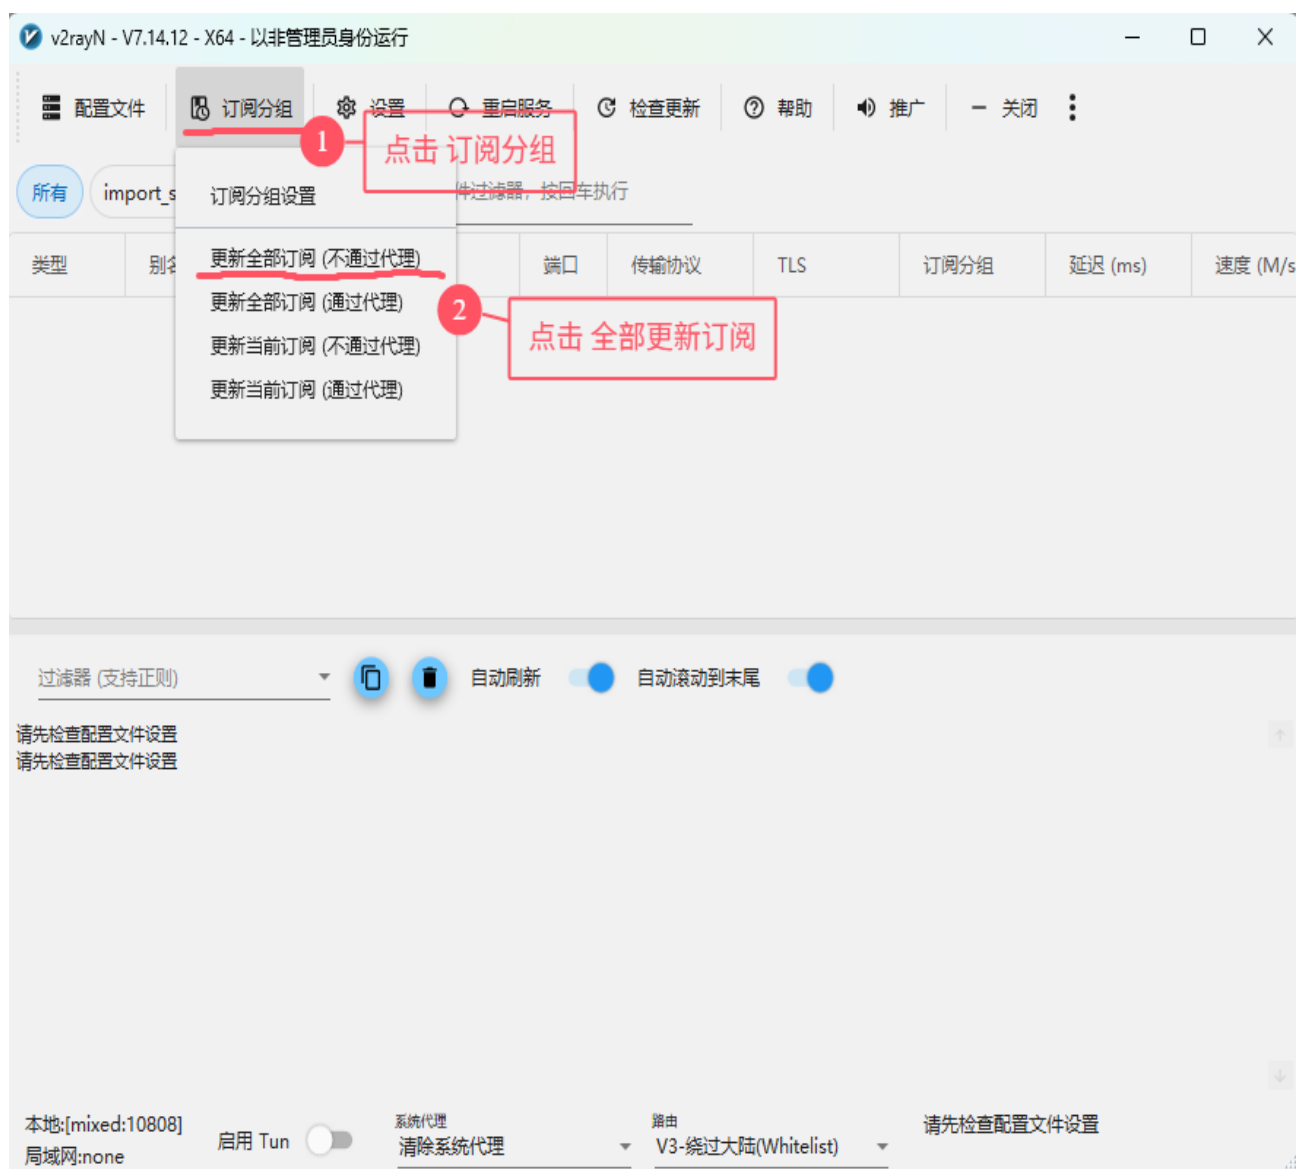 v2rayN - V7.14.12 - X64 - 以非管理员身份运行
配置文件 订阅分组 设置 重启服务 检查更新 帮助 推广 关闭
1 点击 订阅分组
所有 import_s 订阅分组设置 件过滤器，按回车执行
类型 别名 端口 传输协议 TLS 订阅分组 延迟 (ms) 速度 (M/s
更新全部订阅 (不通过代理)
更新全部订阅 (通过代理)
2 点击 全部更新订阅
更新当前订阅 (不通过代理)
更新当前订阅 (通过代理)
过滤器 (支持正则) 自动刷新 自动滚动到末尾
请先检查配置文件设置
请先检查配置文件设置
本地:[mixed:10808]
局域网:none
启用 Tun
系统代理
清除系统代理
路由
V3-绕过大陆(Whitelist)
请先检查配置文件设置